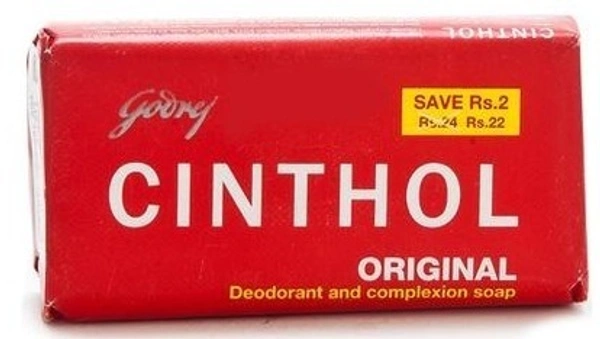 CINTHOL
Godrej
SAVE Rs.2
Rs.24 Rs.22
CINTHOL
ORIGINAL
Deodorant and complexion soap